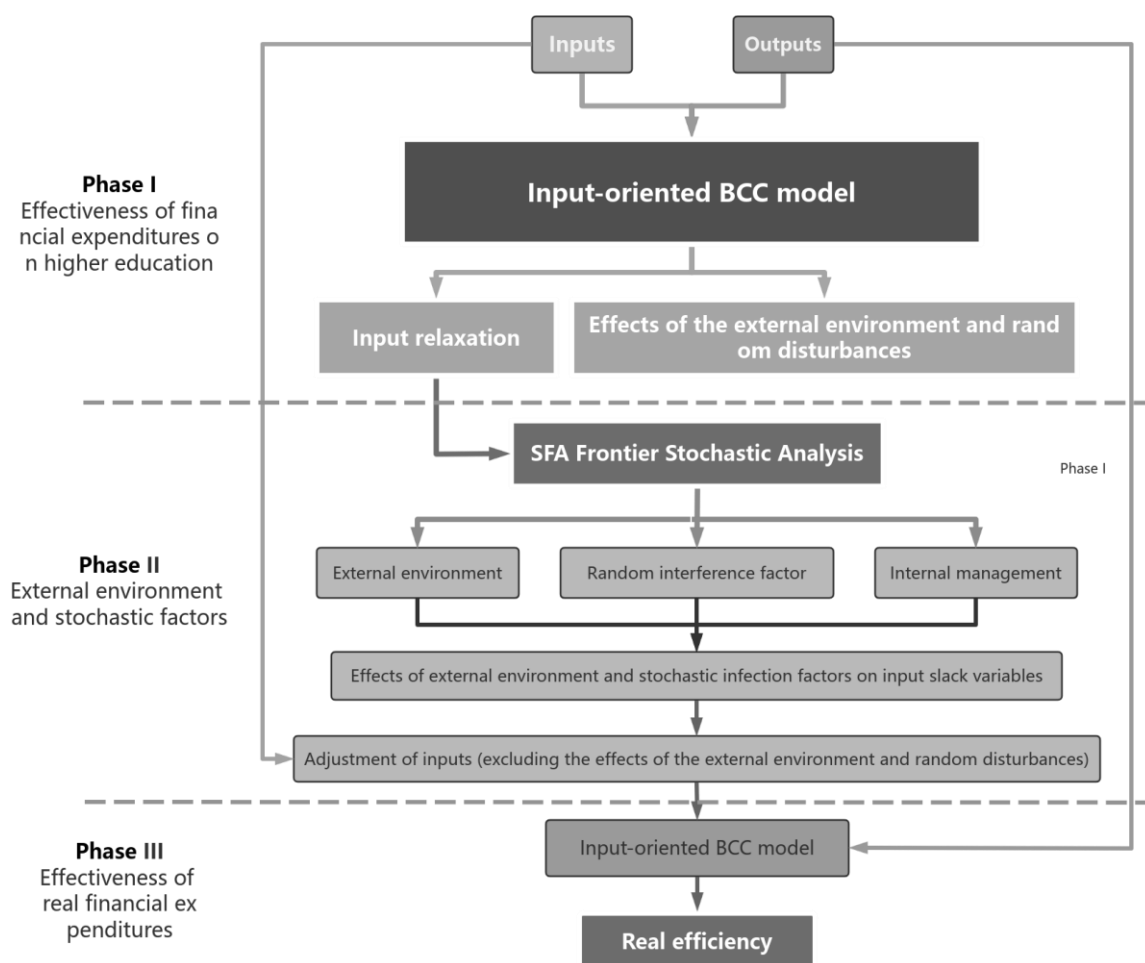 Inputs
Outputs
Input-oriented BCC model
Phase I
Effectiveness of fina
ncial expenditures o
n higher education
Input relaxation
Effects of the external environment and rand
om disturbances
SFA Frontier Stochastic Analysis
Phase I
External environment
Random interference factor
Internal management
Phase II
External environment
and stochastic factors
Effects of external environment and stochastic infection factors on input slack variables
Adjustment of inputs (excluding the effects of the external environment and random disturbances)
Phase III
Effectiveness of
real financial ex
penditures
Input-oriented BCC model
Real efficiency